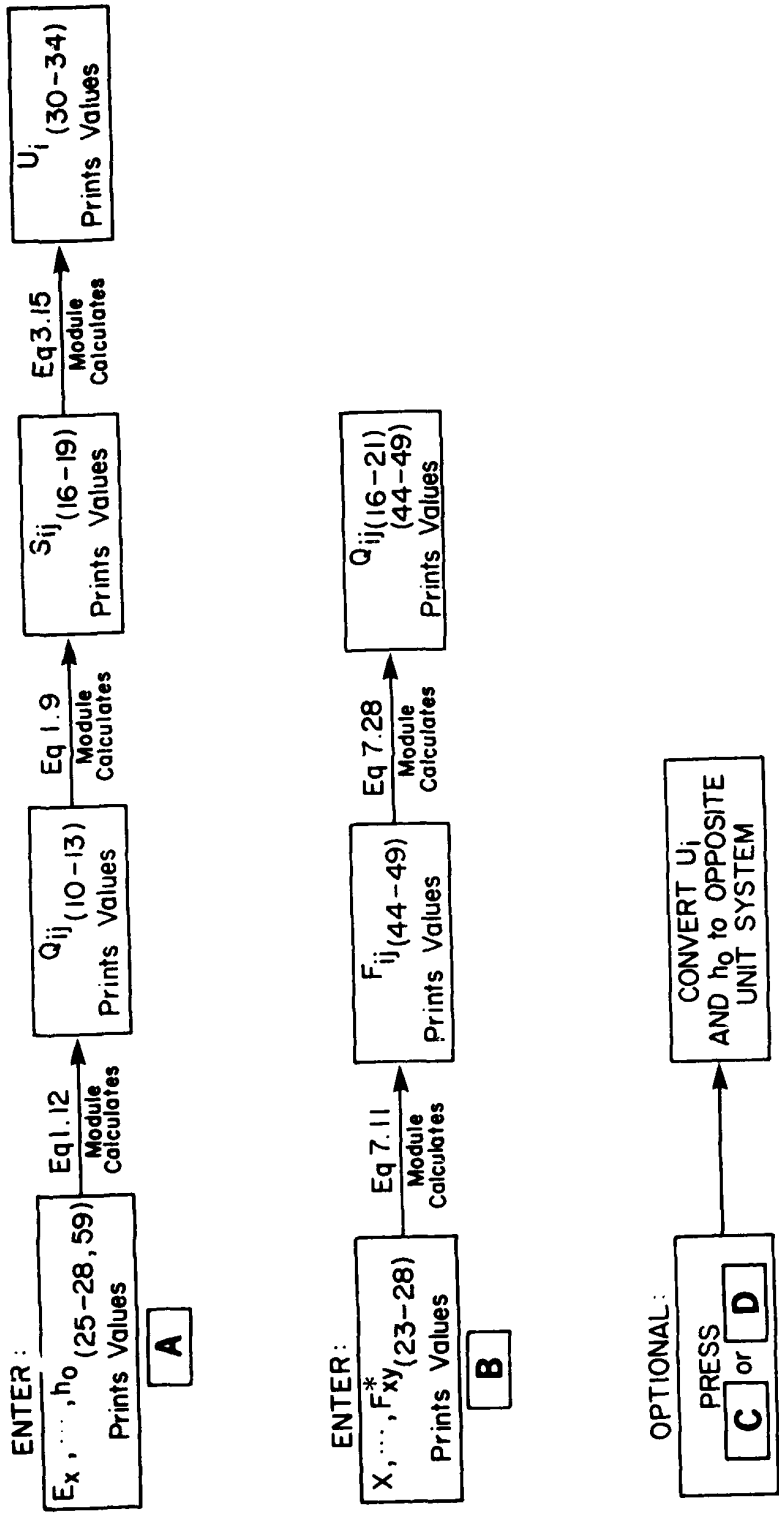 ENTER:
Ex, ..., ho (25-28, 59)
Prints Values
A
Eq 1.12
Module
Calculates
Qij (10-13)
Prints Values
Eq 1.9
Module
Calculates
Sij (16-19)
Prints Values
Eq 3.15
Module
Calculates
Ui (30-34)
Prints Values
ENTER:
X, ..., F*xy (23-28)
Prints Values
B
Eq 7.11
Module
Calculates
Fij (44-49)
Prints Values
Eq 7.28
Module
Calculates
Qij (16-21)
(44-49)
Prints Values
OPTIONAL:
PRESS
C or D
CONVERT Ui
AND ho to OPPOSITE
UNIT SYSTEM